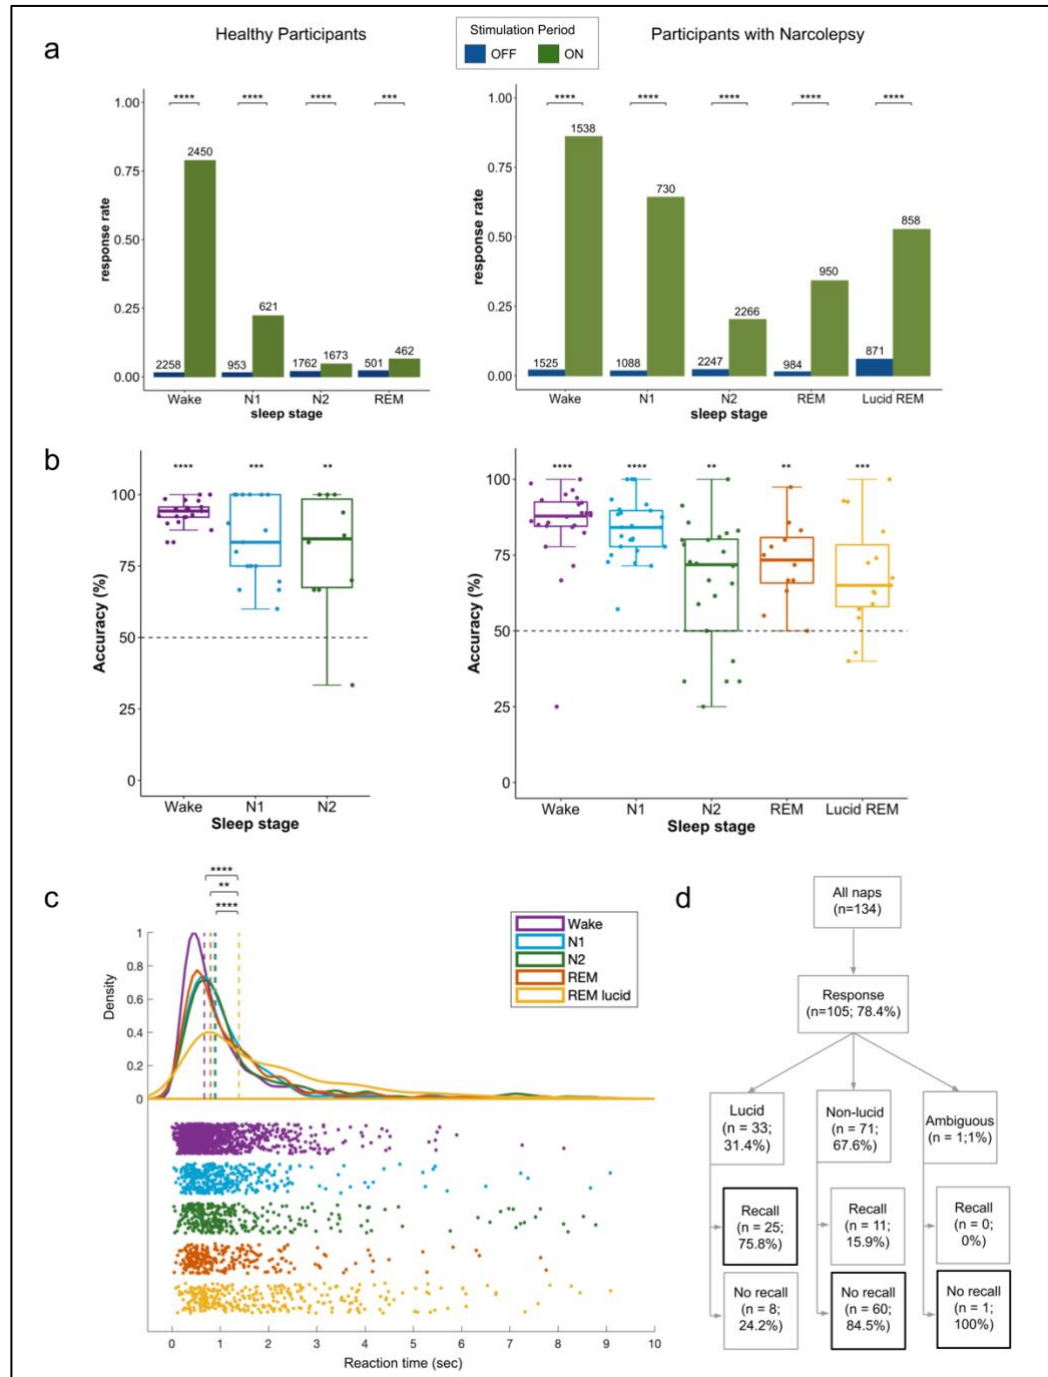 a
Healthy Participants
Stimulation Period
OFF
ON
Participants with Narcolepsy
response rate
1.00
0.75
0.50
0.25
0.00
**** **** **** ***
2450
621
1673
462
2258
953
1762
501
Wake N1 N2 REM
sleep stage
response rate
1.00
0.75
0.50
0.25
0.00
**** **** **** **** ****
1538
730
2266
950
858
1525
1088
2247
984
871
Wake N1 N2 REM Lucid REM
sleep stage
b
Accuracy (%)
100
75
50
25
0
**** *** **
Wake N1 N2
Sleep stage
Accuracy (%)
100
75
50
25
0
**** **** ** ** ***
Wake N1 N2 REM Lucid REM
Sleep stage
c
****
**
****
Wake
N1
N2
REM
REM lucid
Density
1
0.8
0.6
0.4
0.2
0
0 1 2 3 4 5 6 7 8 9 10
Reaction time (sec)
d
All naps
(n=134)
Response
(n=105; 78.4%)
Lucid
(n = 33;
31.4%)
Non-lucid
(n = 71;
67.6%)
Ambiguous
(n = 1;1%)
Recall
(n = 25;
75.8%)
Recall
(n = 11;
15.9%)
Recall
(n = 0;
0%)
No recall
(n = 8;
24.2%)
No recall
(n = 60;
84.5%)
No recall
(n = 1;
100%)